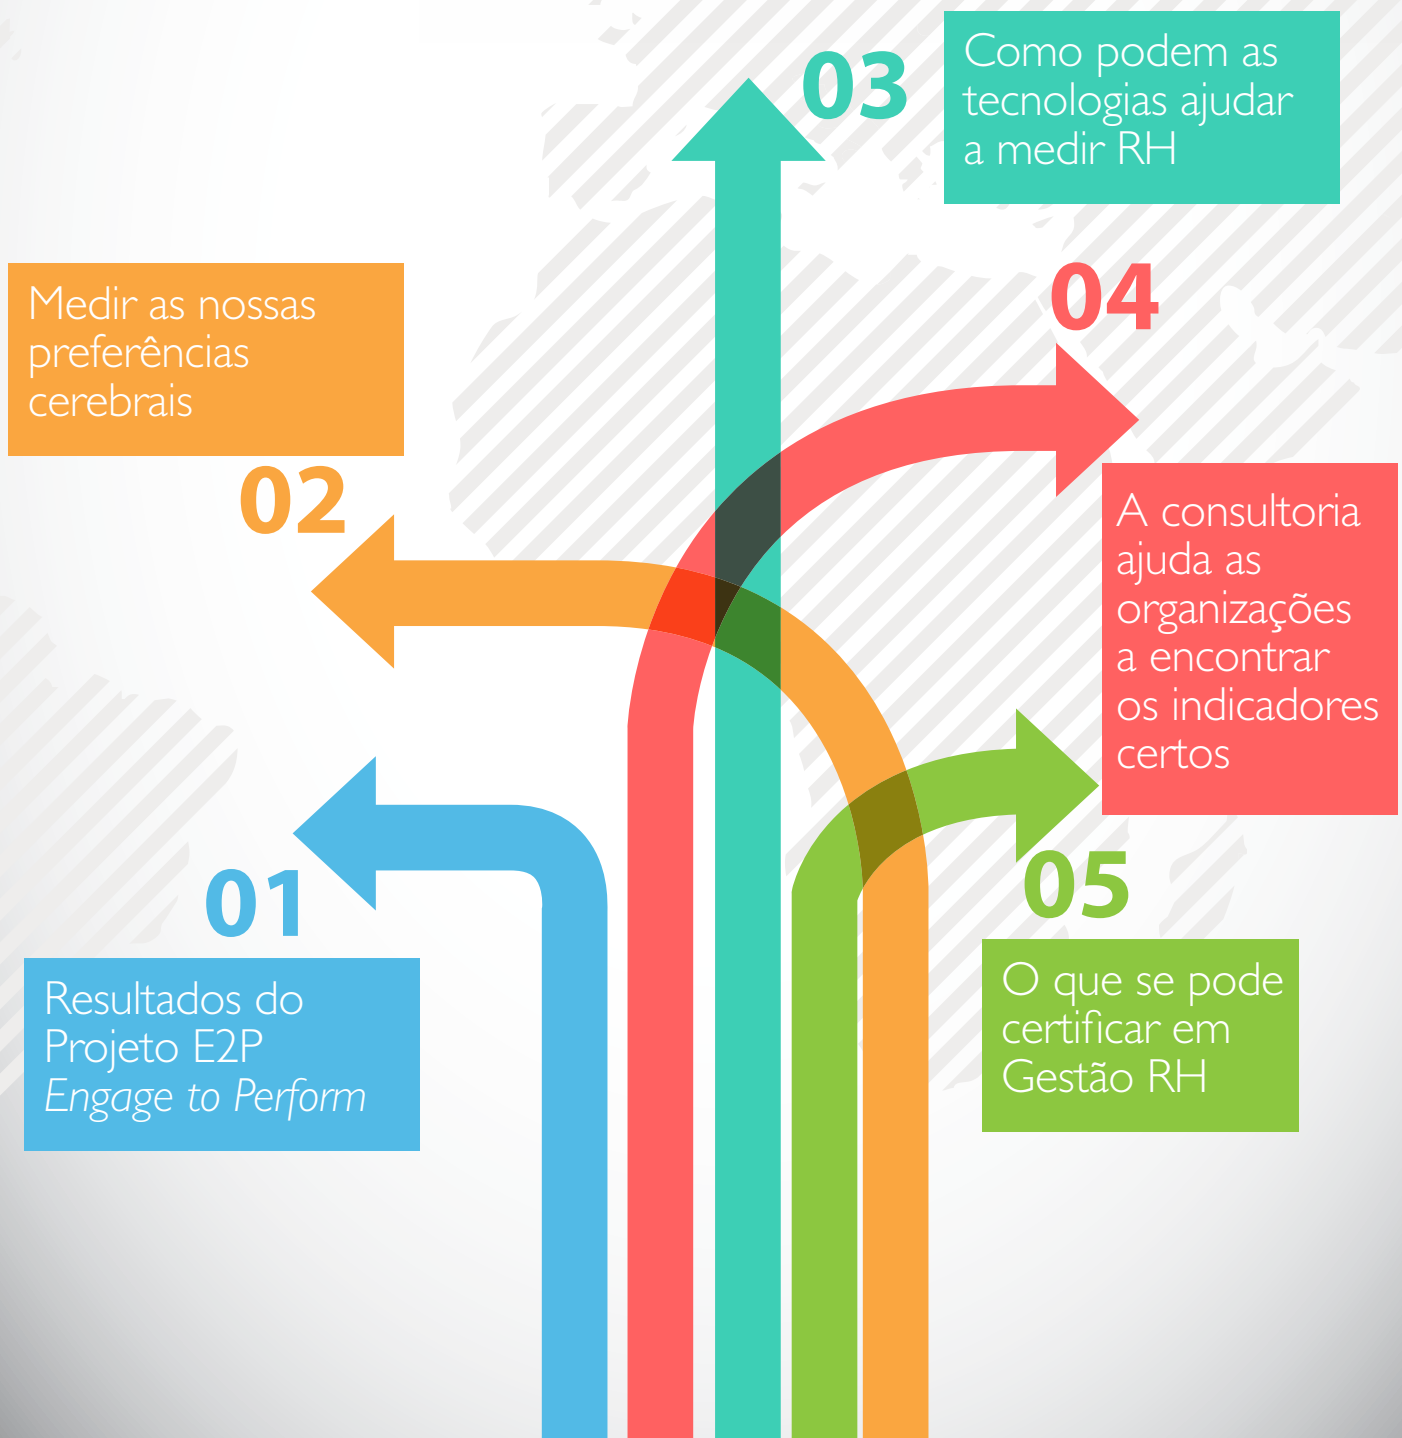 03
Como podem as
tecnologias ajudar
a medir RH
04
A consultoria
ajuda as
organizações
a encontrar
os indicadores
certos
Medir as nossas
preferências
cerebrais
02
01
Resultados do
Projeto E2P
Engage to Perform
05
O que se pode
certificar em
Gestão RH